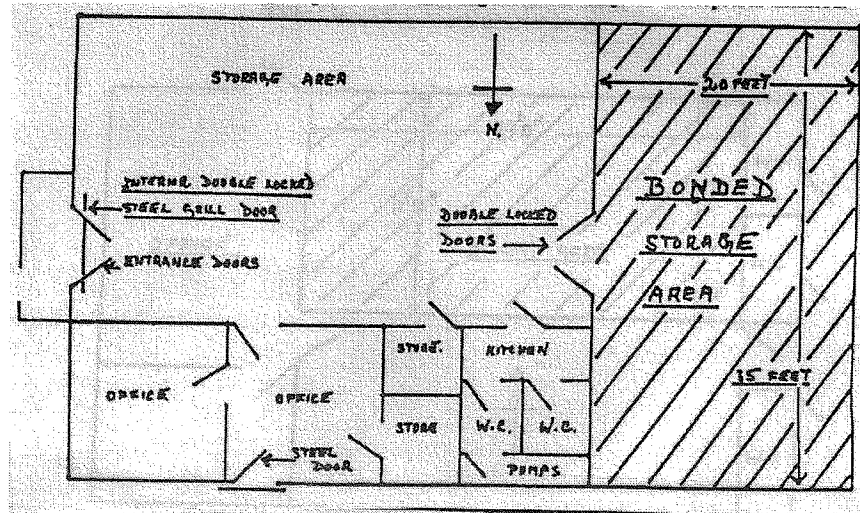 STORAGE AREA
N.
20 FEET
INTERNAL DOUBLE LOCKED
STEEL GRILL DOOR
ENTRANCE DOORS
DOUBLE LOCKED
DOORS
BONDED
STORAGE
AREA
35 FEET
OFFICE
OFFICE
STEEL
DOOR
STORE.
STORE
KITCHEN
W.C.
W.C.
PUMPS